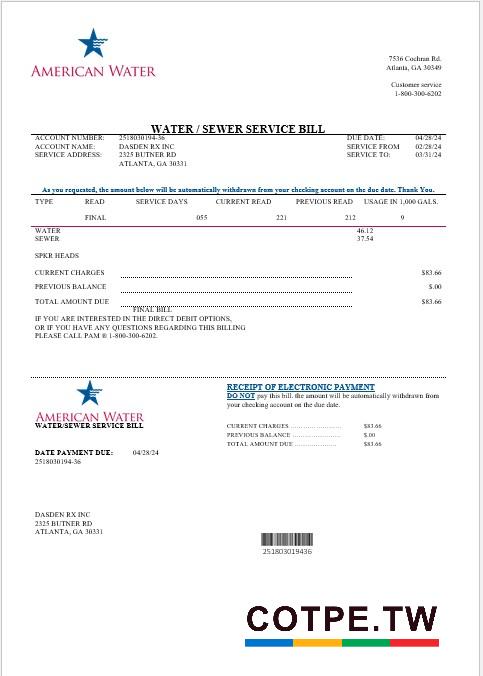 AMERICAN WATER
7536 Cochran Rd.
Atlanta, GA 30349
Customer service
1-800-300-6202
WATER / SEWER SERVICE BILL
ACCOUNT NUMBER: 2518030194-36 DUE DATE: 04/28/24
ACCOUNT NAME: DASDEN RX INC SERVICE FROM 02/28/24
SERVICE ADDRESS: 2325 BUTNER RD SERVICE TO: 03/31/24
ATLANTA, GA 30331
As you requested, the amount below will be automatically withdrawn from your checking account on the due date. Thank You.
TYPE READ SERVICE DAYS CURRENT READ PREVIOUS READ USAGE IN 1,000 GALS.
FINAL 055 221 212 9
WATER 46.12
SEWER 37.54
SPKR HEADS
CURRENT CHARGES $83.66
PREVIOUS BALANCE $.00
TOTAL AMOUNT DUE $83.66
FINAL BILL
IF YOU ARE INTERESTED IN THE DIRECT DEBIT OPTIONS,
OR IF YOU HAVE ANY QUESTIONS REGARDING THIS BILLING
PLEASE CALL PAM ® 1-800-300-6202.
AMERICAN WATER
WATER/SEWER SERVICE BILL
DATE PAYMENT DUE: 04/28/24
2518030194-36
RECEIPT OF ELECTRONIC PAYMENT
DO NOT pay this bill. the amount will be automatically withdrawn from
your checking account on the due date.
CURRENT CHARGES ........................ $83.66
PREVIOUS BALANCE ...................... $.00
TOTAL AMOUNT DUE ................... $83.66
DASDEN RX INC
2325 BUTNER RD
ATLANTA, GA 30331
251803019436
COTPE.TW